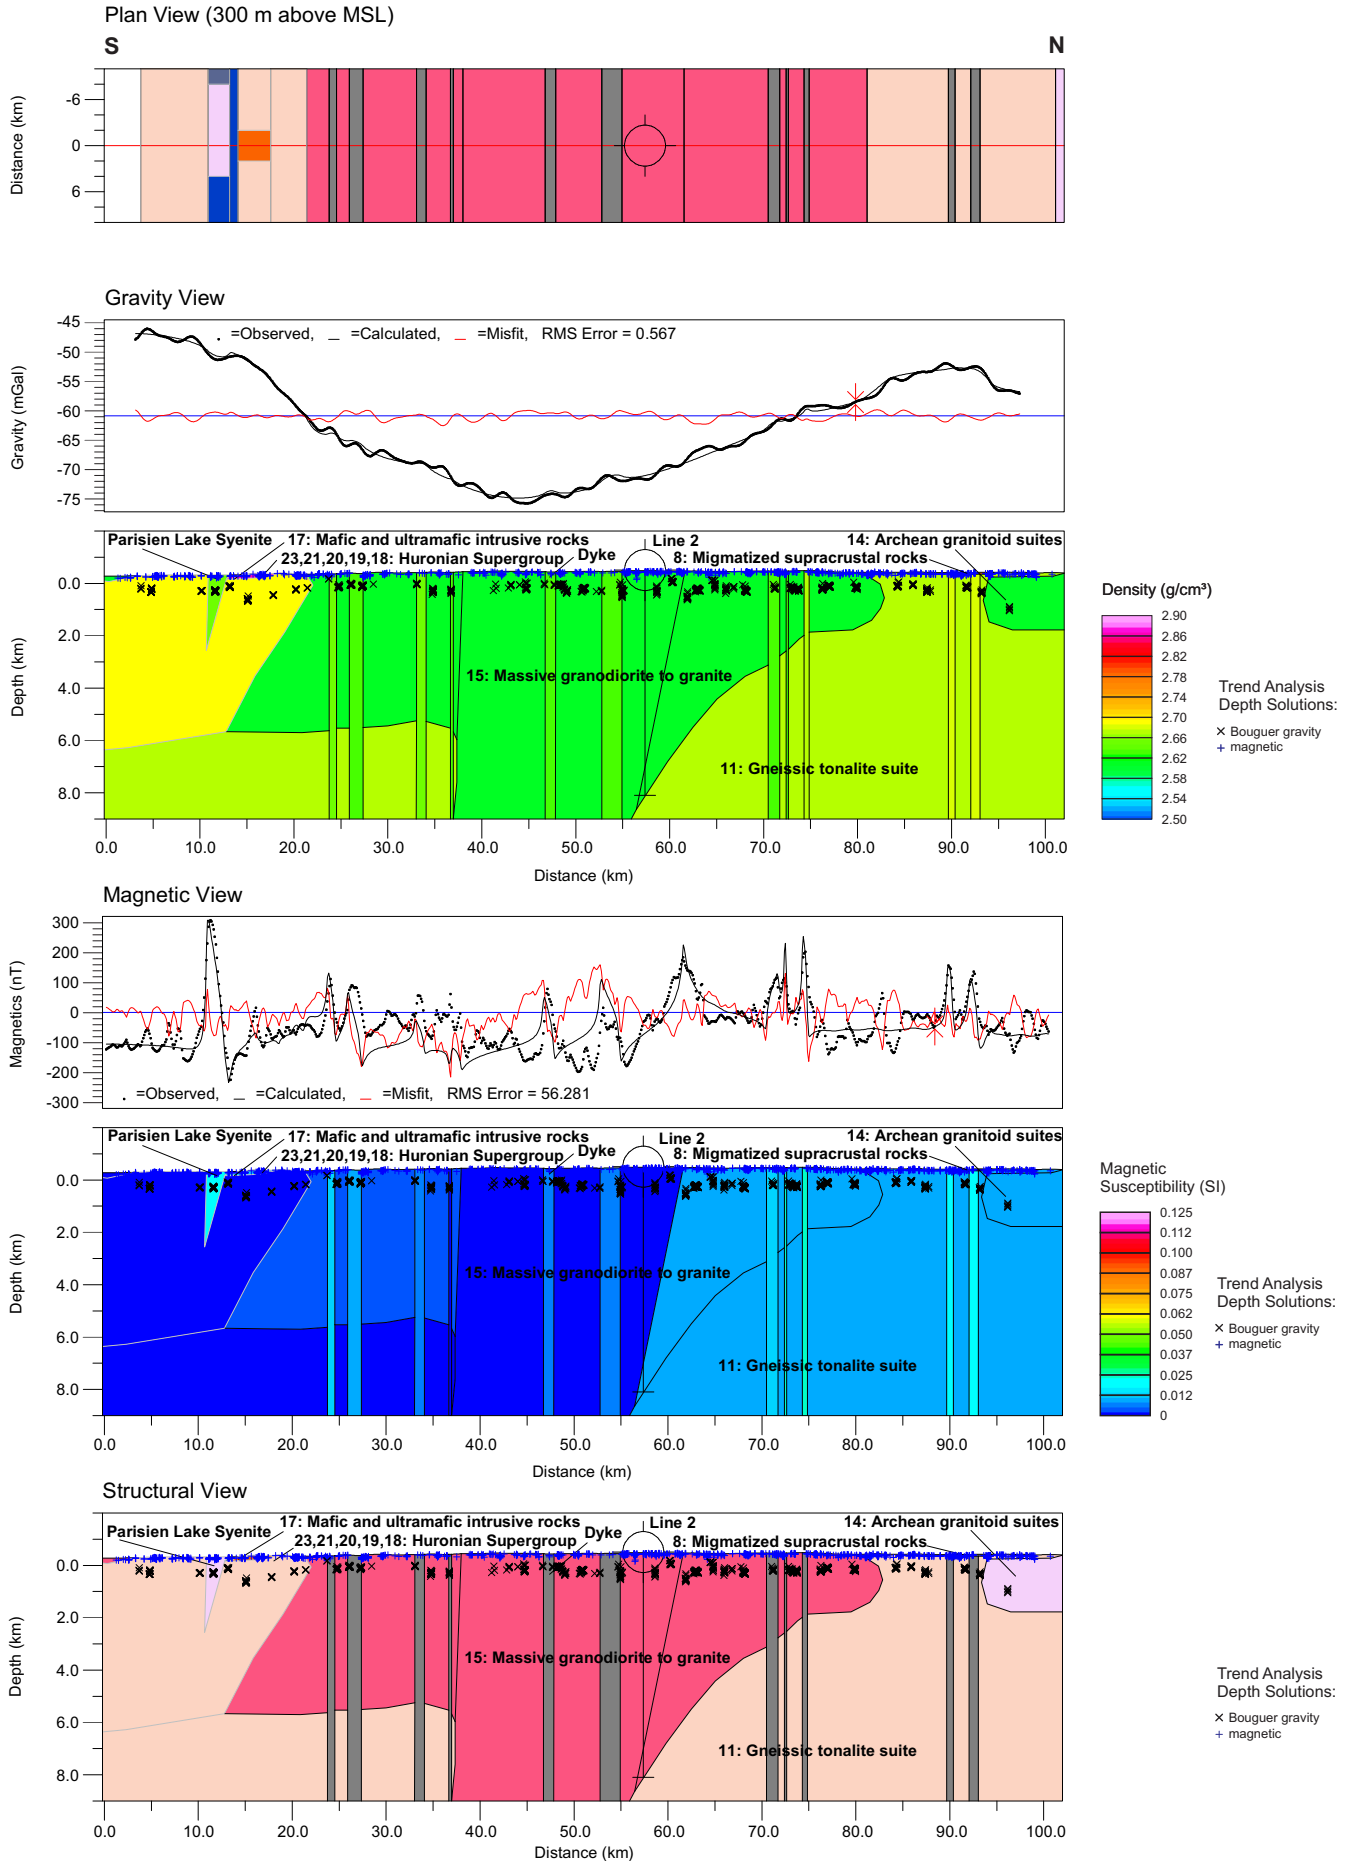 Plan View (300 m above MSL)
S N
Distance (km)
-6
0
6
Gravity View
Gravity (mGal)
-45
-50
-55
-60
-65
-70
-75
. =Observed, — =Calculated, — =Misfit, RMS Error = 0.567
Parisien Lake Syenite
17: Mafic and ultramafic intrusive rocks
23,21,20,19,18: Huronian Supergroup
Dyke
Line 2
8: Migmatized supracrustal rocks
14: Archean granitoid suites
15: Massive granodiorite to granite
11: Gneissic tonalite suite
Depth (km)
0.0
2.0
4.0
6.0
8.0
0.0 10.0 20.0 30.0 40.0 50.0 60.0 70.0 80.0 90.0 100.0
Distance (km)
Density (g/cm³)
2.90
2.86
2.82
2.78
2.74
2.70
2.66
2.62
2.58
2.54
2.50
Trend Analysis
Depth Solutions:
× Bouguer gravity
+ magnetic
Magnetic View
Magnetics (nT)
300
200
100
0
-100
-200
-300
. =Observed, — =Calculated, — =Misfit, RMS Error = 56.281
Parisien Lake Syenite
17: Mafic and ultramafic intrusive rocks
23,21,20,19,18: Huronian Supergroup
Dyke
Line 2
8: Migmatized supracrustal rocks
14: Archean granitoid suites
15: Massive granodiorite to granite
11: Gneissic tonalite suite
Depth (km)
0.0
2.0
4.0
6.0
8.0
0.0 10.0 20.0 30.0 40.0 50.0 60.0 70.0 80.0 90.0 100.0
Distance (km)
Magnetic
Susceptibility (SI)
0.125
0.112
0.100
0.087
0.075
0.062
0.050
0.037
0.025
0.012
0
Trend Analysis
Depth Solutions:
× Bouguer gravity
+ magnetic
Structural View
Parisien Lake Syenite
17: Mafic and ultramafic intrusive rocks
23,21,20,19,18: Huronian Supergroup
Dyke
Line 2
8: Migmatized supracrustal rocks
14: Archean granitoid suites
15: Massive granodiorite to granite
11: Gneissic tonalite suite
Depth (km)
0.0
2.0
4.0
6.0
8.0
0.0 10.0 20.0 30.0 40.0 50.0 60.0 70.0 80.0 90.0 100.0
Distance (km)
Trend Analysis
Depth Solutions:
× Bouguer gravity
+ magnetic